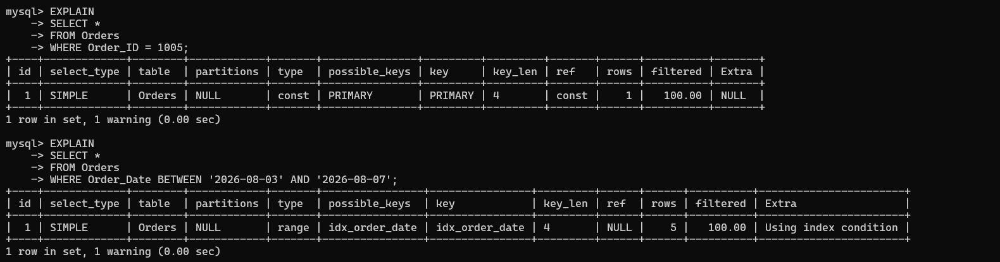 mysql> EXPLAIN
    -> SELECT *
    -> FROM Orders
    -> WHERE Order_ID = 1005;
+----+-------------+--------+------------+-------+---------------+---------+---------+-------+------+----------+-------+
| id | select_type | table  | partitions | type  | possible_keys | key     | key_len | ref   | rows | filtered | Extra |
+----+-------------+--------+------------+-------+---------------+---------+---------+-------+------+----------+-------+
|  1 | SIMPLE      | Orders | NULL       | const | PRIMARY       | PRIMARY | 4       | const |    1 |   100.00 | NULL  |
+----+-------------+--------+------------+-------+---------------+---------+---------+-------+------+----------+-------+
1 row in set, 1 warning (0.00 sec)

mysql> EXPLAIN
    -> SELECT *
    -> FROM Orders
    -> WHERE Order_Date BETWEEN '2026-08-03' AND '2026-08-07';
+----+-------------+--------+------------+-------+----------------+----------------+---------+------+------+----------+-----------------------+
| id | select_type | table  | partitions | type  | possible_keys  | key            | key_len | ref  | rows | filtered | Extra                 |
+----+-------------+--------+------------+-------+----------------+----------------+---------+------+------+----------+-----------------------+
|  1 | SIMPLE      | Orders | NULL       | range | idx_order_date | idx_order_date | 4       | NULL |    5 |   100.00 | Using index condition |
+----+-------------+--------+------------+-------+----------------+----------------+---------+------+------+----------+-----------------------+
1 row in set, 1 warning (0.00 sec)